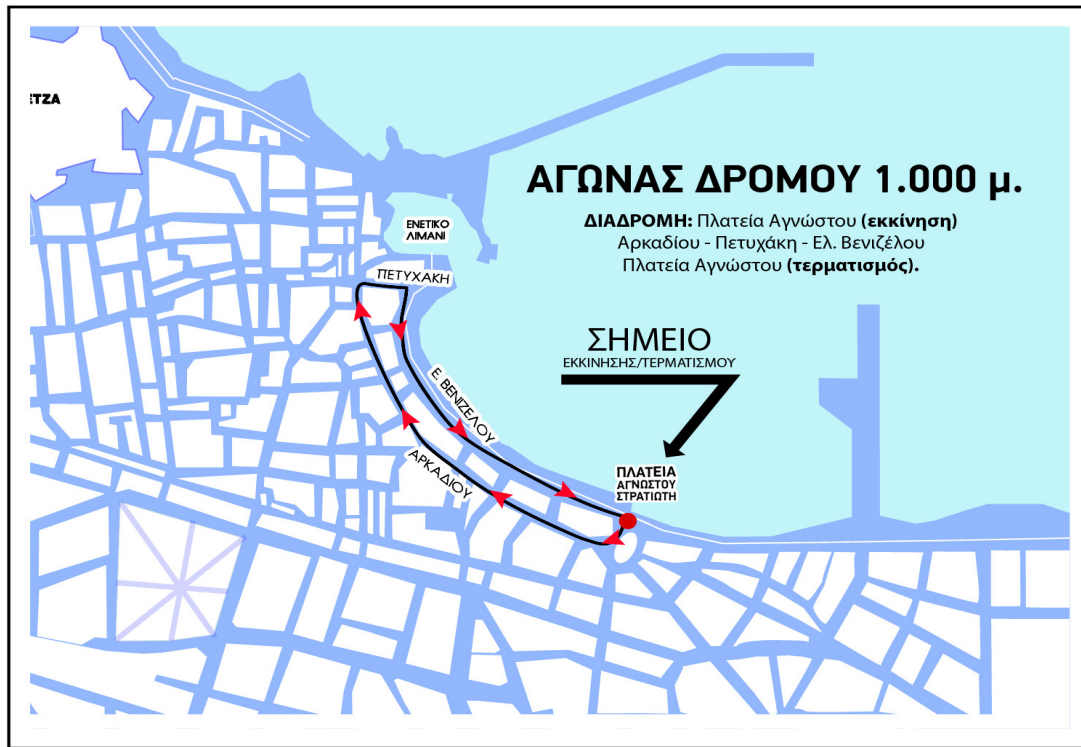 ΕΤΖΑ
ΑΓΩΝΑΣ ΔΡΟΜΟΥ 1.000 μ.
ΔΙΑΔΡΟΜΗ: Πλατεία Αγνώστου (εκκίνηση)
Αρκαδίου - Πετυχάκη - Ελ. Βενιζέλου
Πλατεία Αγνώστου (τερματισμός).
ΕΝΕΤΙΚΟ
ΛΙΜΑΝΙ
ΠΕΤΥΧΑΚΗ
ΣΗΜΕΙΟ
ΕΚΚΙΝΗΣΗΣ/ΤΕΡΜΑΤΙΣΜΟΥ
Ε. ΒΕΝΙΖΕΛΟΥ
ΑΡΚΑΔΙΟΥ
ΠΛΑΤΕΙΑ
ΑΓΝΩΣΤΟΥ
ΣΤΡΑΤΙΩΤΗ